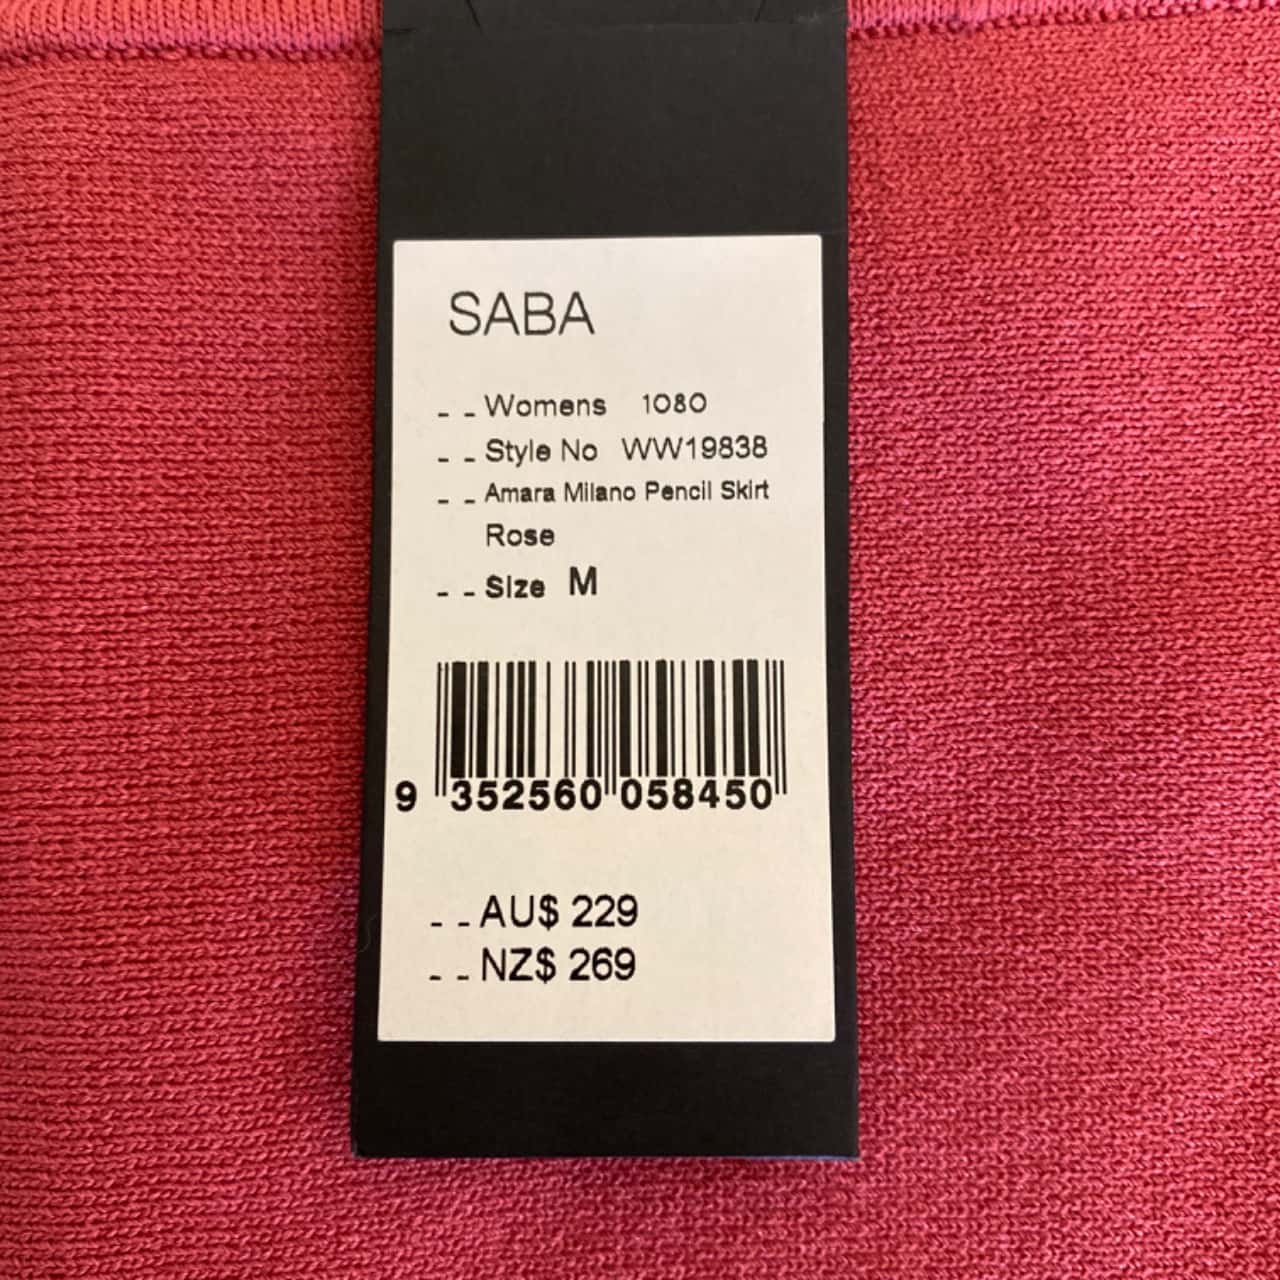 SABA
_ _ Womens 1080
_ _ Style No WW19838
_ _ Amara Milano Pencil Skirt
Rose
_ _ Size M
9 352560 058450
_ _ AU$ 229
_ _ NZ$ 269